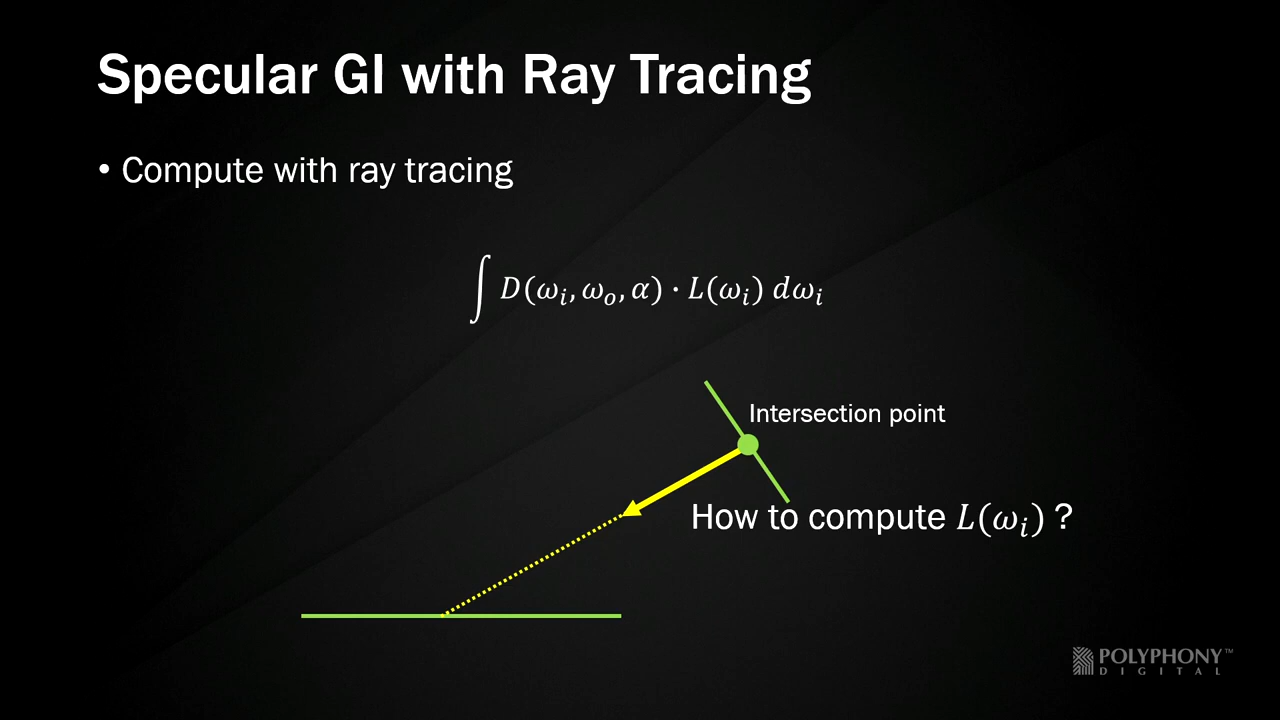 Specular GI with Ray Tracing
• Compute with ray tracing
∫ D(ωᵢ, ωₒ, α) · L(ωᵢ) dωᵢ
Intersection point
How to compute L(ωᵢ) ?
POLYPHONY™
DIGITAL